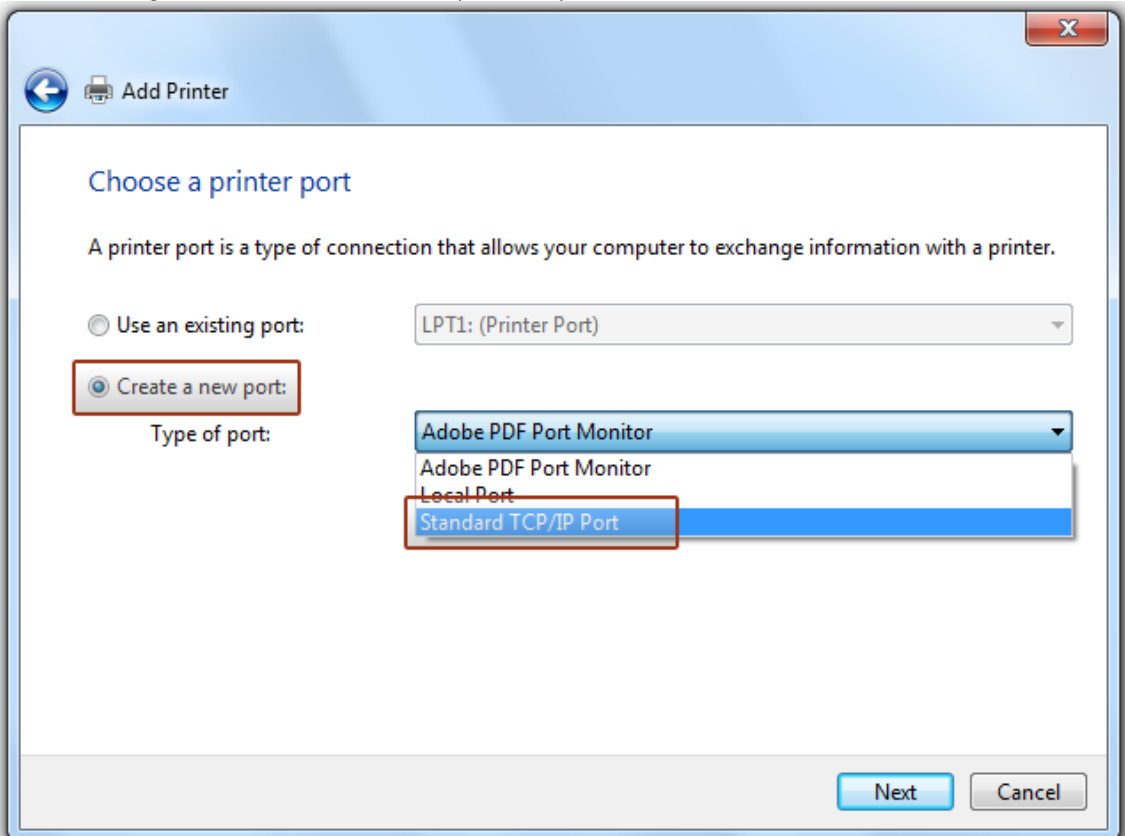 x
Add Printer
Choose a printer port
A printer port is a type of connection that allows your computer to exchange information with a printer.
Use an existing port: LPT1: (Printer Port)
Create a new port:
Type of port: Adobe PDF Port Monitor
Adobe PDF Port Monitor
Local Port
Standard TCP/IP Port
Next Cancel